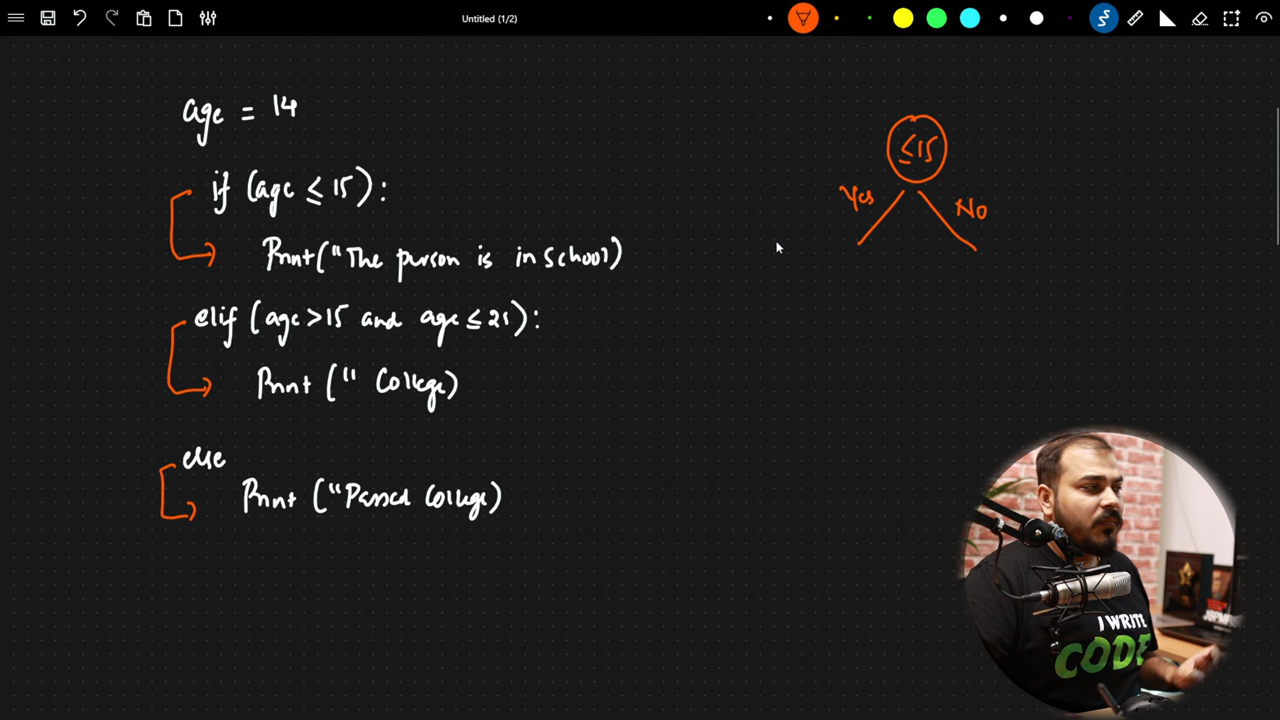 Untitled (1/2)
age = 14
≤15
if (age ≤ 15):
Yes
No
Print("The person is in School)
elif (age>15 and age ≤ 21):
Print (" College)
else
Print ("Passed College)
I WRITE
CODE